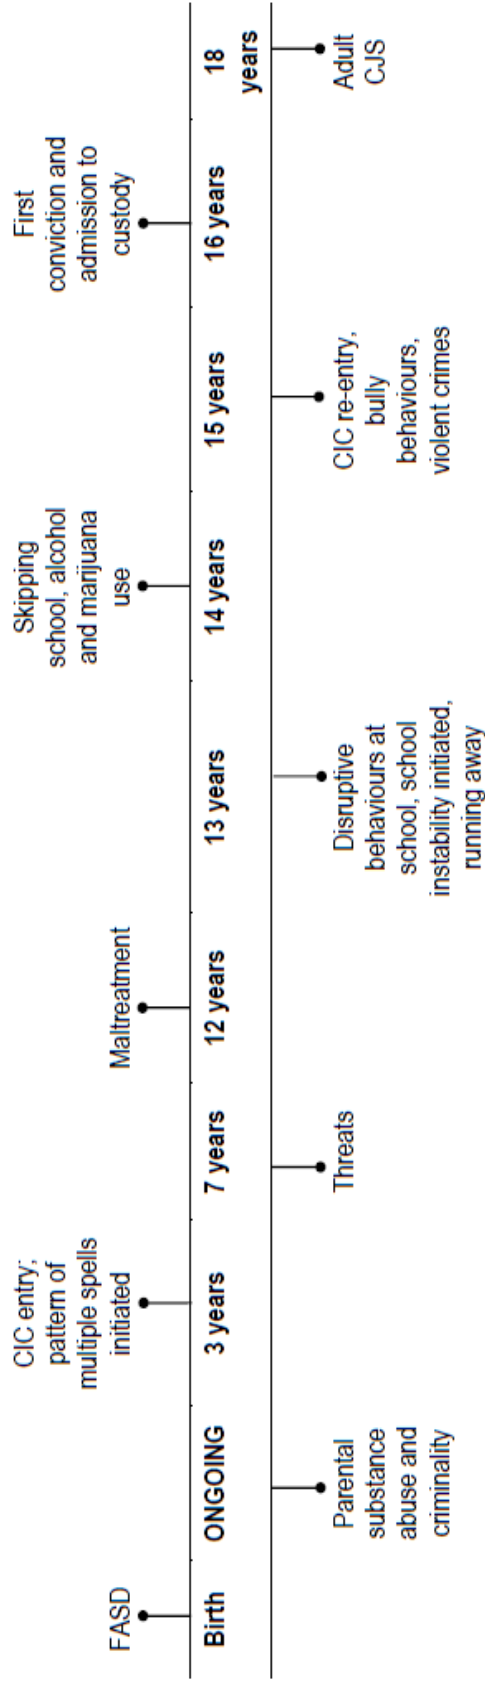 FASD
CIC entry;
pattern of
multiple spells
initiated
Maltreatment
Skipping
school, alcohol
and marijuana
use
First
conviction and
admission to
custody
Birth
ONGOING
3 years
7 years
12 years
13 years
14 years
15 years
16 years
18
years
Parental
substance
abuse and
criminality
Threats
Disruptive
behaviours at
school, school
instability initiated,
running away
CIC re-entry,
bully
behaviours,
violent crimes
Adult
CJS